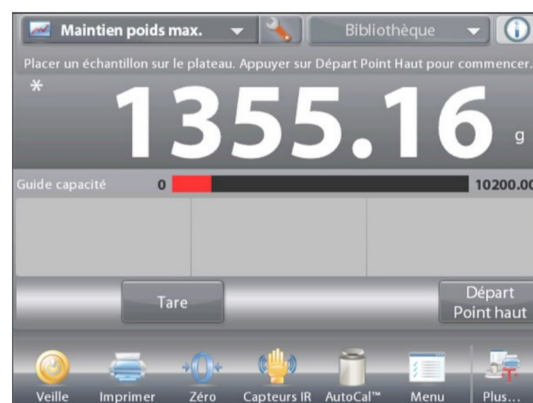 Maintien poids max.
Bibliothèque
Placer un échantillon sur le plateau. Appuyer sur Départ Point Haut pour commencer.
*
1355.16 g
Guide capacité 0 10200.00
Tare
Départ
Point haut
Veille Imprimer Zéro Capteurs IR AutoCal™ Menu Plus...